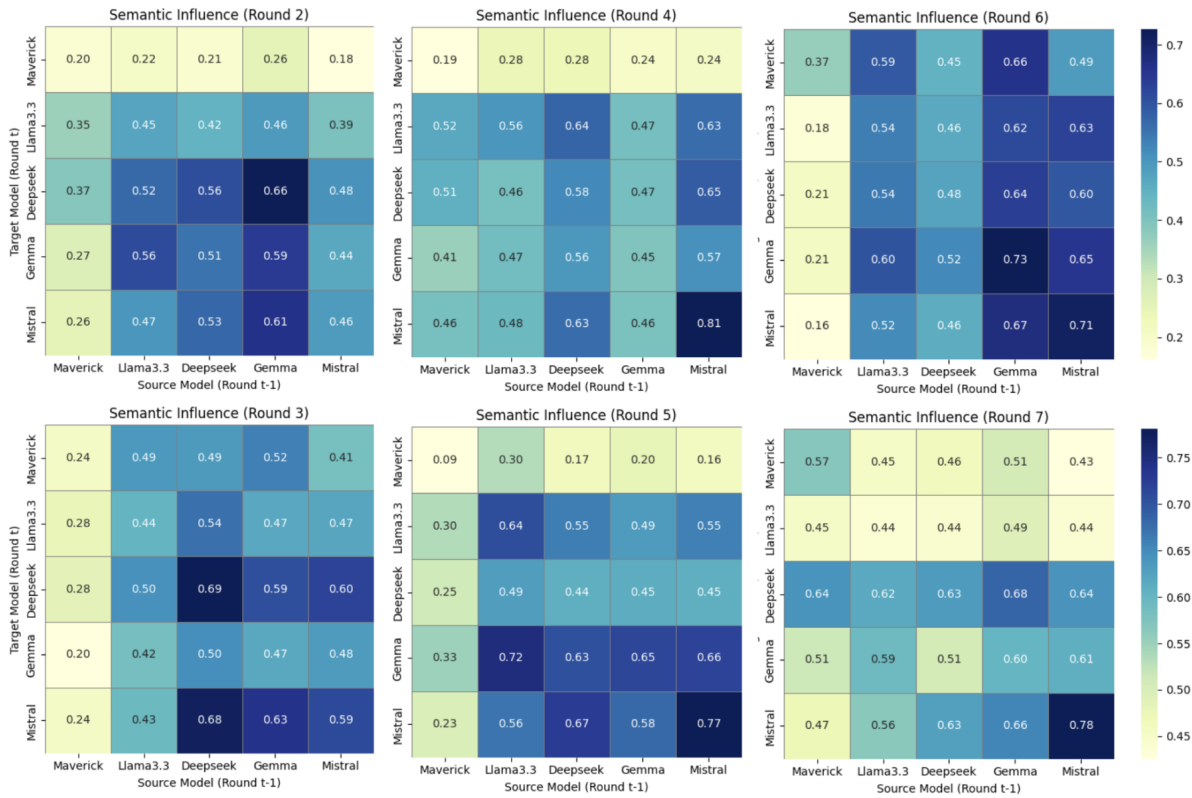 Semantic Influence (Round 2)
Target Model (Round t)
Maverick 0.20 0.22 0.21 0.26 0.18
Llama3.3 0.35 0.45 0.42 0.46 0.39
Deepseek 0.37 0.52 0.56 0.66 0.48
Gemma 0.27 0.56 0.51 0.59 0.44
Mistral 0.26 0.47 0.53 0.61 0.46
Maverick Llama3.3 Deepseek Gemma Mistral
Source Model (Round t-1)
Semantic Influence (Round 4)
Maverick 0.19 0.28 0.28 0.24 0.24
Llama3.3 0.52 0.56 0.64 0.47 0.63
Deepseek 0.51 0.46 0.58 0.47 0.65
Gemma 0.41 0.47 0.56 0.45 0.57
Mistral 0.46 0.48 0.63 0.46 0.81
Maverick Llama3.3 Deepseek Gemma Mistral
Source Model (Round t-1)
Semantic Influence (Round 6)
Maverick 0.37 0.59 0.45 0.66 0.49
Llama3.3 0.18 0.54 0.46 0.62 0.63
Deepseek 0.21 0.54 0.48 0.64 0.60
Gemma 0.21 0.60 0.52 0.73 0.65
Mistral 0.16 0.52 0.46 0.67 0.71
Maverick Llama3.3 Deepseek Gemma Mistral
Source Model (Round t-1)
0.7
0.6
0.5
0.4
0.3
0.2
Semantic Influence (Round 3)
Target Model (Round t)
Maverick 0.24 0.49 0.49 0.52 0.41
Llama3.3 0.28 0.44 0.54 0.47 0.47
Deepseek 0.28 0.50 0.69 0.59 0.60
Gemma 0.20 0.42 0.50 0.47 0.48
Mistral 0.24 0.43 0.68 0.63 0.59
Maverick Llama3.3 Deepseek Gemma Mistral
Source Model (Round t-1)
Semantic Influence (Round 5)
Maverick 0.09 0.30 0.17 0.20 0.16
Llama3.3 0.30 0.64 0.55 0.49 0.55
Deepseek 0.25 0.49 0.44 0.45 0.45
Gemma 0.33 0.72 0.63 0.65 0.66
Mistral 0.23 0.56 0.67 0.58 0.77
Maverick Llama3.3 Deepseek Gemma Mistral
Source Model (Round t-1)
Semantic Influence (Round 7)
Maverick 0.57 0.45 0.46 0.51 0.43
Llama3.3 0.45 0.44 0.44 0.49 0.44
Deepseek 0.64 0.62 0.63 0.68 0.64
Gemma 0.51 0.59 0.51 0.60 0.61
Mistral 0.47 0.56 0.63 0.66 0.78
Maverick Llama3.3 Deepseek Gemma Mistral
Source Model (Round t-1)
0.75
0.70
0.65
0.60
0.55
0.50
0.45